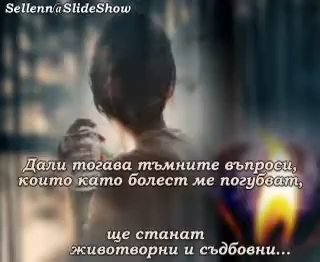 Sellenn@SlideShow
Дали тогава тъмните въпроси,
които като болест ме погубват,
ще станат
животворни и съдбовни...